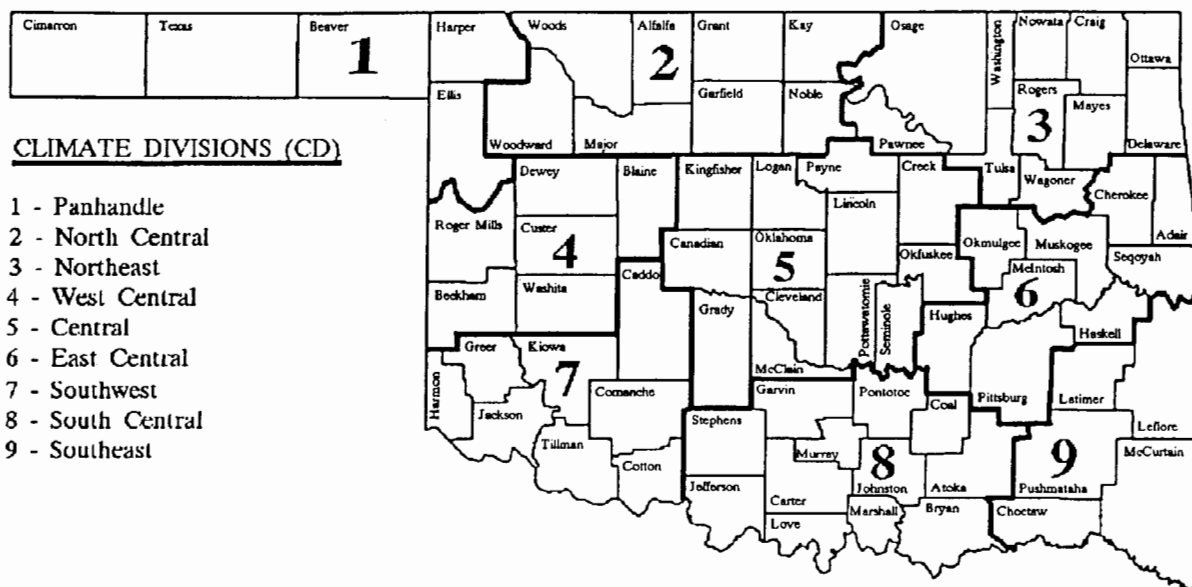 Cimarron Texas Beaver Harper Woods Alfalfa Grant Kay Osage Washington Nowata Craig Ottawa
1 2
Ellis Woodward Major Garfield Noble Pawnee Rogers Mayes Delaware
3
CLIMATE DIVISIONS (CD)
1 - Panhandle
2 - North Central
3 - Northeast
4 - West Central
5 - Central
6 - East Central
7 - Southwest
8 - South Central
9 - Southeast
Dewey Blaine Kingfisher Logan Payne Creek Tulsa Wagoner Cherokee Adair
Lincoln
Roger Mills Custer Canadian Oklahoma Okfuskee Okmulgee Muskogee Seqoyah
4 5
Beckham Washita Caddo Grady Cleveland Pottawatomie Seminole Hughes McIntosh Haskell
6
Harmon Greer Kiowa McClain Pittsburg Latimer
7
Jackson Comanche Stephens Garvin Pontotoc Coal Leflore
Tillman Cotton Murray McCurtain
8 9
Jefferson Carter Johnston Atoka Pushmataha
Love Marshall Bryan Choctaw